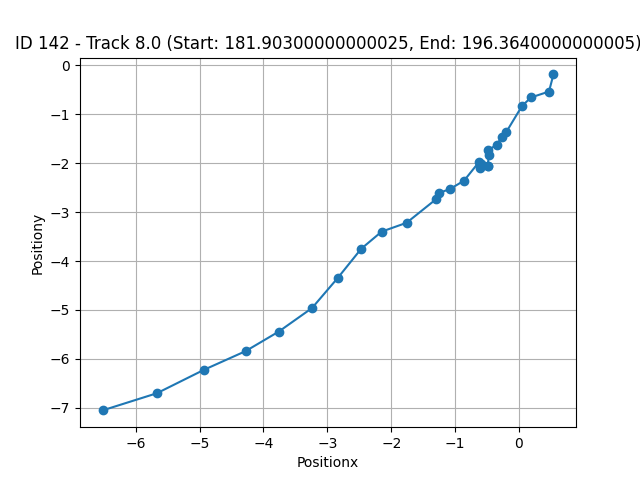 ID 142 - Track 8.0 (Start: 181.90300000000025, End: 196.3640000000005)
0
−1
−2
−3
−4
−5
−6
−7
Positiony
−6 −5 −4 −3 −2 −1 0
Positionx